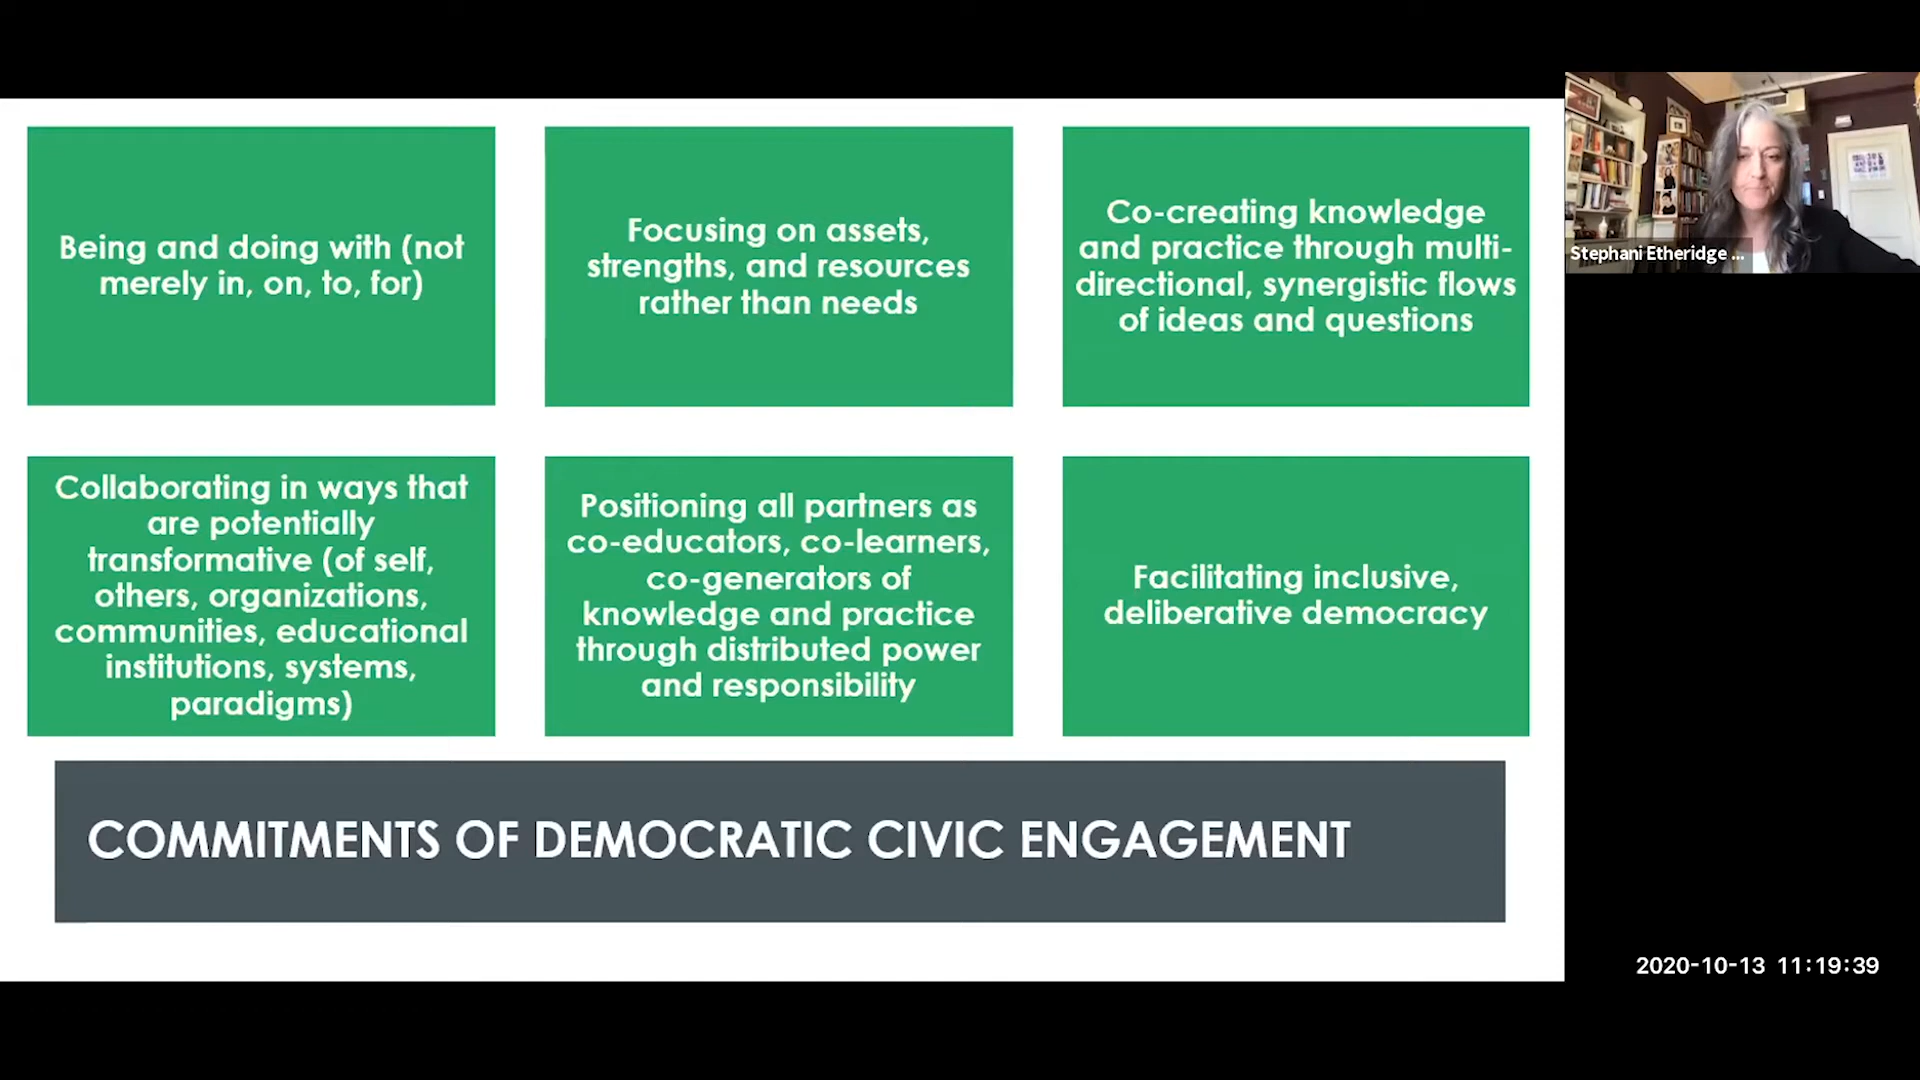 Being and doing with (not
merely in, on, to, for)
Focusing on assets,
strengths, and resources
rather than needs
Co-creating knowledge
and practice through multi-
directional, synergistic flows
of ideas and questions
Collaborating in ways that
are potentially
transformative (of self,
others, organizations,
communities, educational
institutions, systems,
paradigms)
Positioning all partners as
co-educators, co-learners,
co-generators of
knowledge and practice
through distributed power
and responsibility
Facilitating inclusive,
deliberative democracy
COMMITMENTS OF DEMOCRATIC CIVIC ENGAGEMENT
Stephani Etheridge ...
2020-10-13 11:19:39